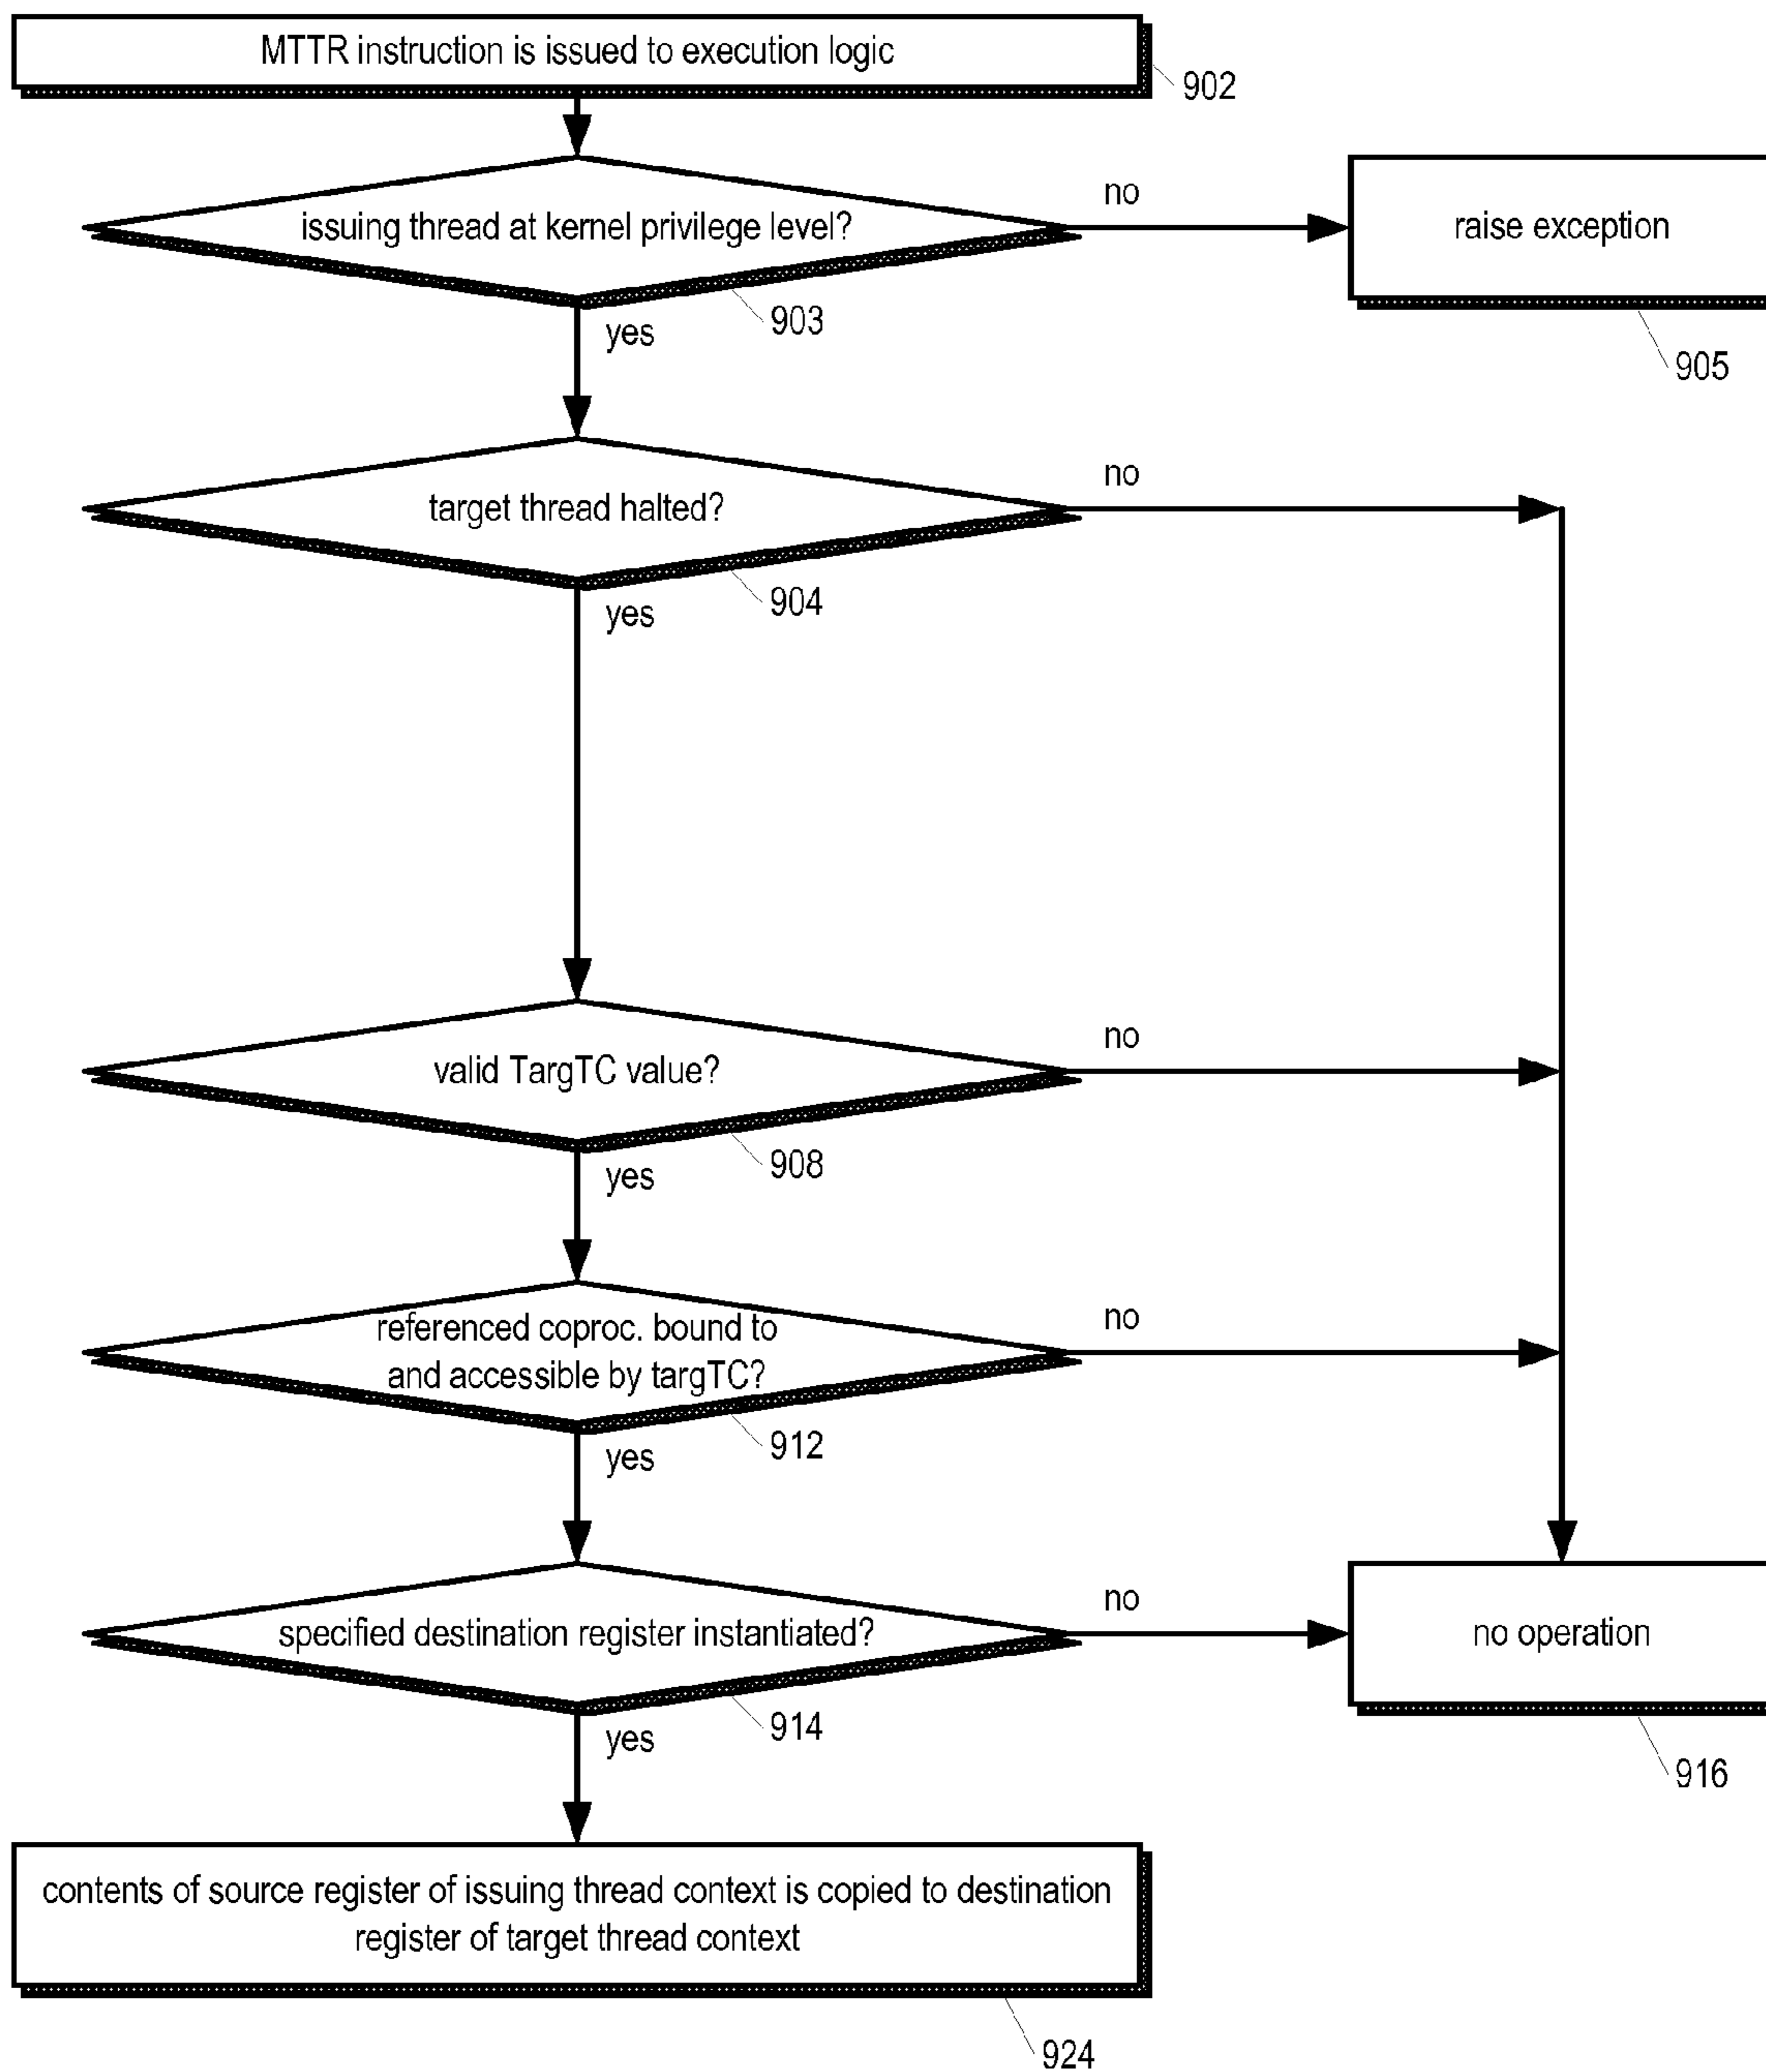 MTTR instruction is issued to execution logic
902
issuing thread at kernel privilege level?
no
raise exception
903
yes
905
target thread halted?
no
904
yes
valid TargTC value?
no
908
yes
referenced coproc. bound to
and accessible by targTC?
no
912
yes
specified destination register instantiated?
no
no operation
914
yes
916
contents of source register of issuing thread context is copied to destination
register of target thread context
924